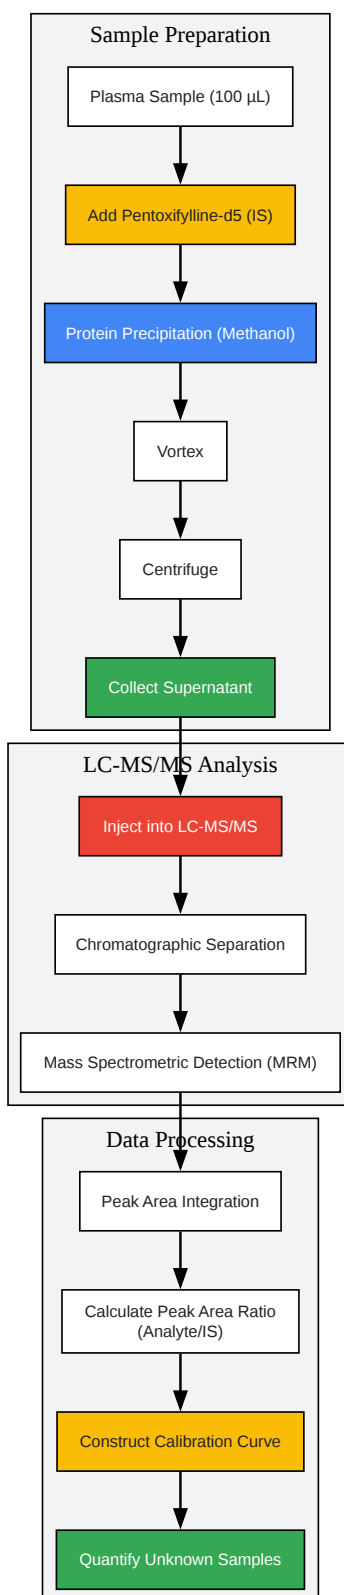 Sample Preparation
Plasma Sample (100 µL)
Add Pentoxifylline-d5 (IS)
Protein Precipitation (Methanol)
Vortex
Centrifuge
Collect Supernatant
LC-MS/MS Analysis
Inject into LC-MS/MS
Chromatographic Separation
Mass Spectrometric Detection (MRM)
Data Processing
Peak Area Integration
Calculate Peak Area Ratio
(Analyte/IS)
Construct Calibration Curve
Quantify Unknown Samples